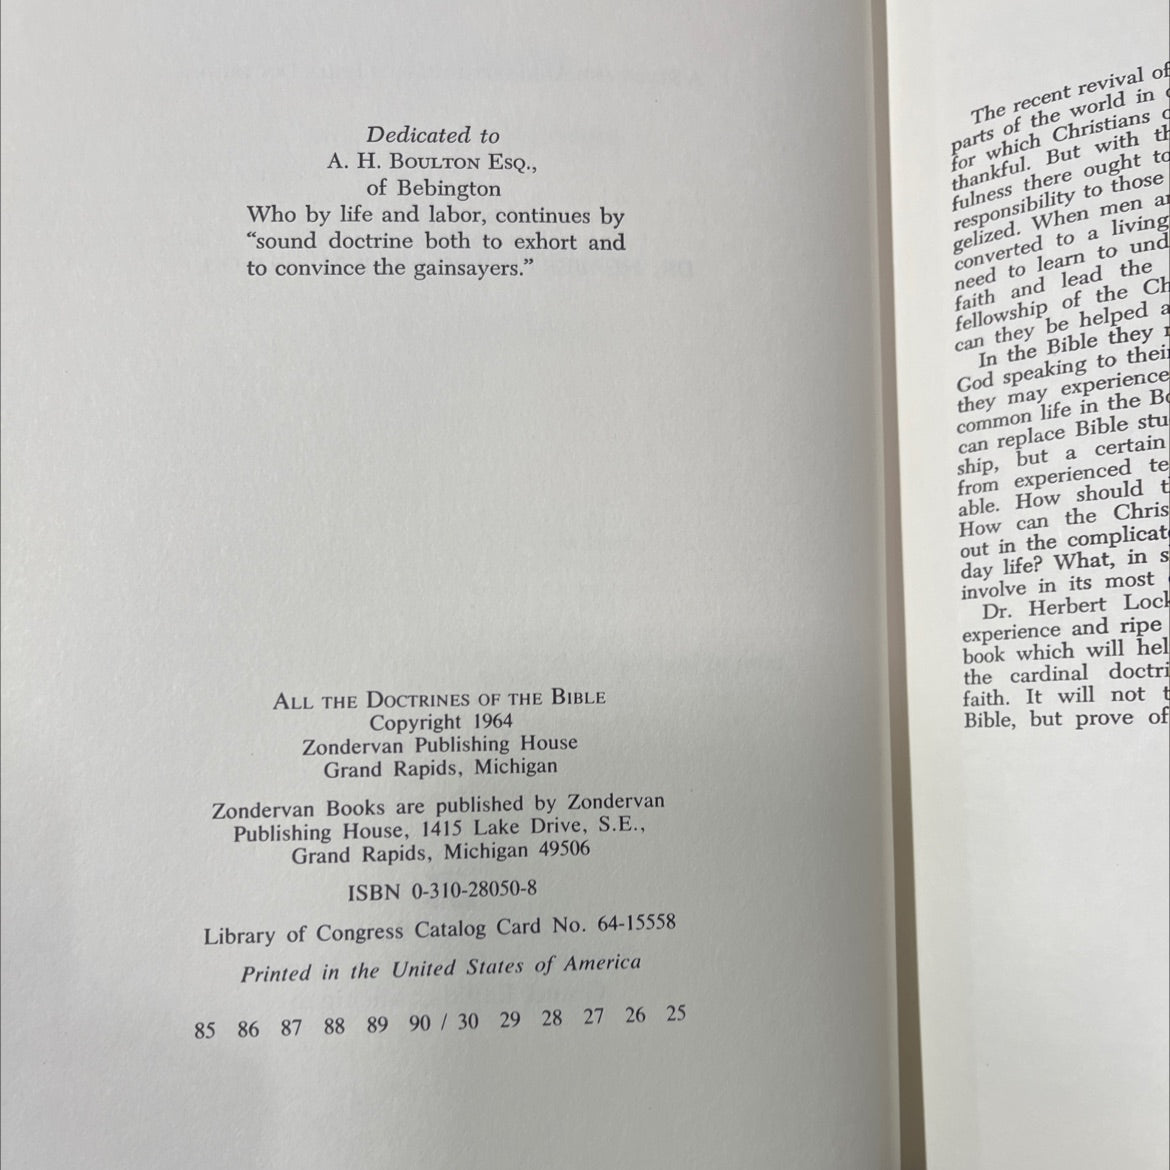 Dedicated to
A. H. BOULTON ESQ.,
of Bebington
Who by life and labor, continues by
“sound doctrine both to exhort and
to convince the gainsayers.”
ALL THE DOCTRINES OF THE BIBLE
Copyright 1964
Zondervan Publishing House
Grand Rapids, Michigan
Zondervan Books are published by Zondervan
Publishing House, 1415 Lake Drive, S.E.,
Grand Rapids, Michigan 49506
ISBN 0-310-28050-8
Library of Congress Catalog Card No. 64-15558
Printed in the United States of America
85 86 87 88 89 90 / 30 29 28 27 26 25
The recent revival of
parts of the world in
for which Christians
thankful. But with
fulness there ought to
responsibility to those
gelized. When men
converted to a living
need to learn to
faith and lead the
fellowship of the
can they be helped
In the Bible they
God speaking to
they may experience
common life in the
can replace Bible
ship, but a certain
from experienced
able. How should
How can the
out in the
day life? What, in
involve in its most
Dr. Herbert
experience and ripe
book which will
the cardinal
faith. It will not
Bible, but prove of